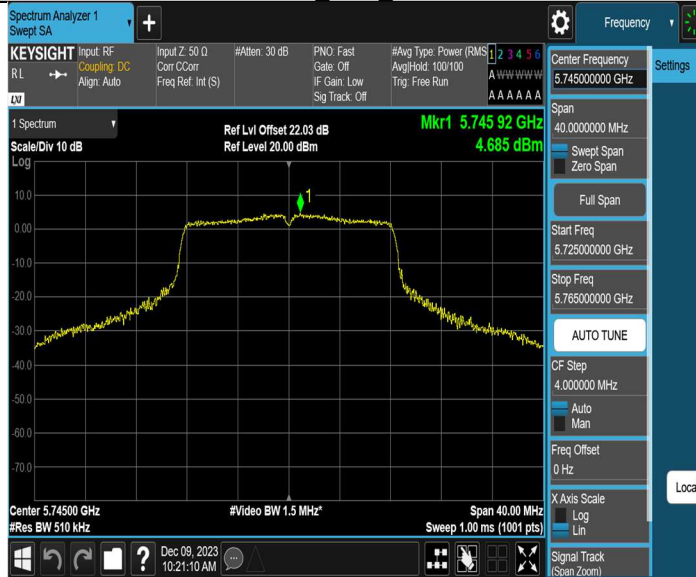 Spectrum Analyzer 1
Swept SA
Frequency
KEYSIGHT
RL
LXI
Input: RF
Coupling: DC
Align: Auto
Input Z: 50 Ω
Corr CCorr
Freq Ref: Int (S)
#Atten: 30 dB
PNO: Fast
Gate: Off
IF Gain: Low
Sig Track: Off
#Avg Type: Power (RMS
Avg|Hold: 100/100
Trig: Free Run
1 2 3 4 5 6
A W W W W W
A A A A A A
1 Spectrum
Scale/Div 10 dB
Log
Ref Lvl Offset 22.03 dB
Ref Level 20.00 dBm
Mkr1 5.745 92 GHz
4.685 dBm
1
10.0
0.00
-10.0
-20.0
-30.0
-40.0
-50.0
-60.0
-70.0
Center 5.74500 GHz
#Res BW 510 kHz
#Video BW 1.5 MHz*
Span 40.00 MHz
Sweep 1.00 ms (1001 pts)
Center Frequency
5.745000000 GHz
Settings
Span
40.0000000 MHz
Swept Span
Zero Span
Full Span
Start Freq
5.725000000 GHz
Stop Freq
5.765000000 GHz
AUTO TUNE
CF Step
4.000000 MHz
Auto
Man
Freq Offset
0 Hz
X Axis Scale
Log
Lin
Loca
Signal Track
(Span Zoom)
?
Dec 09, 2023
10:21:10 AM